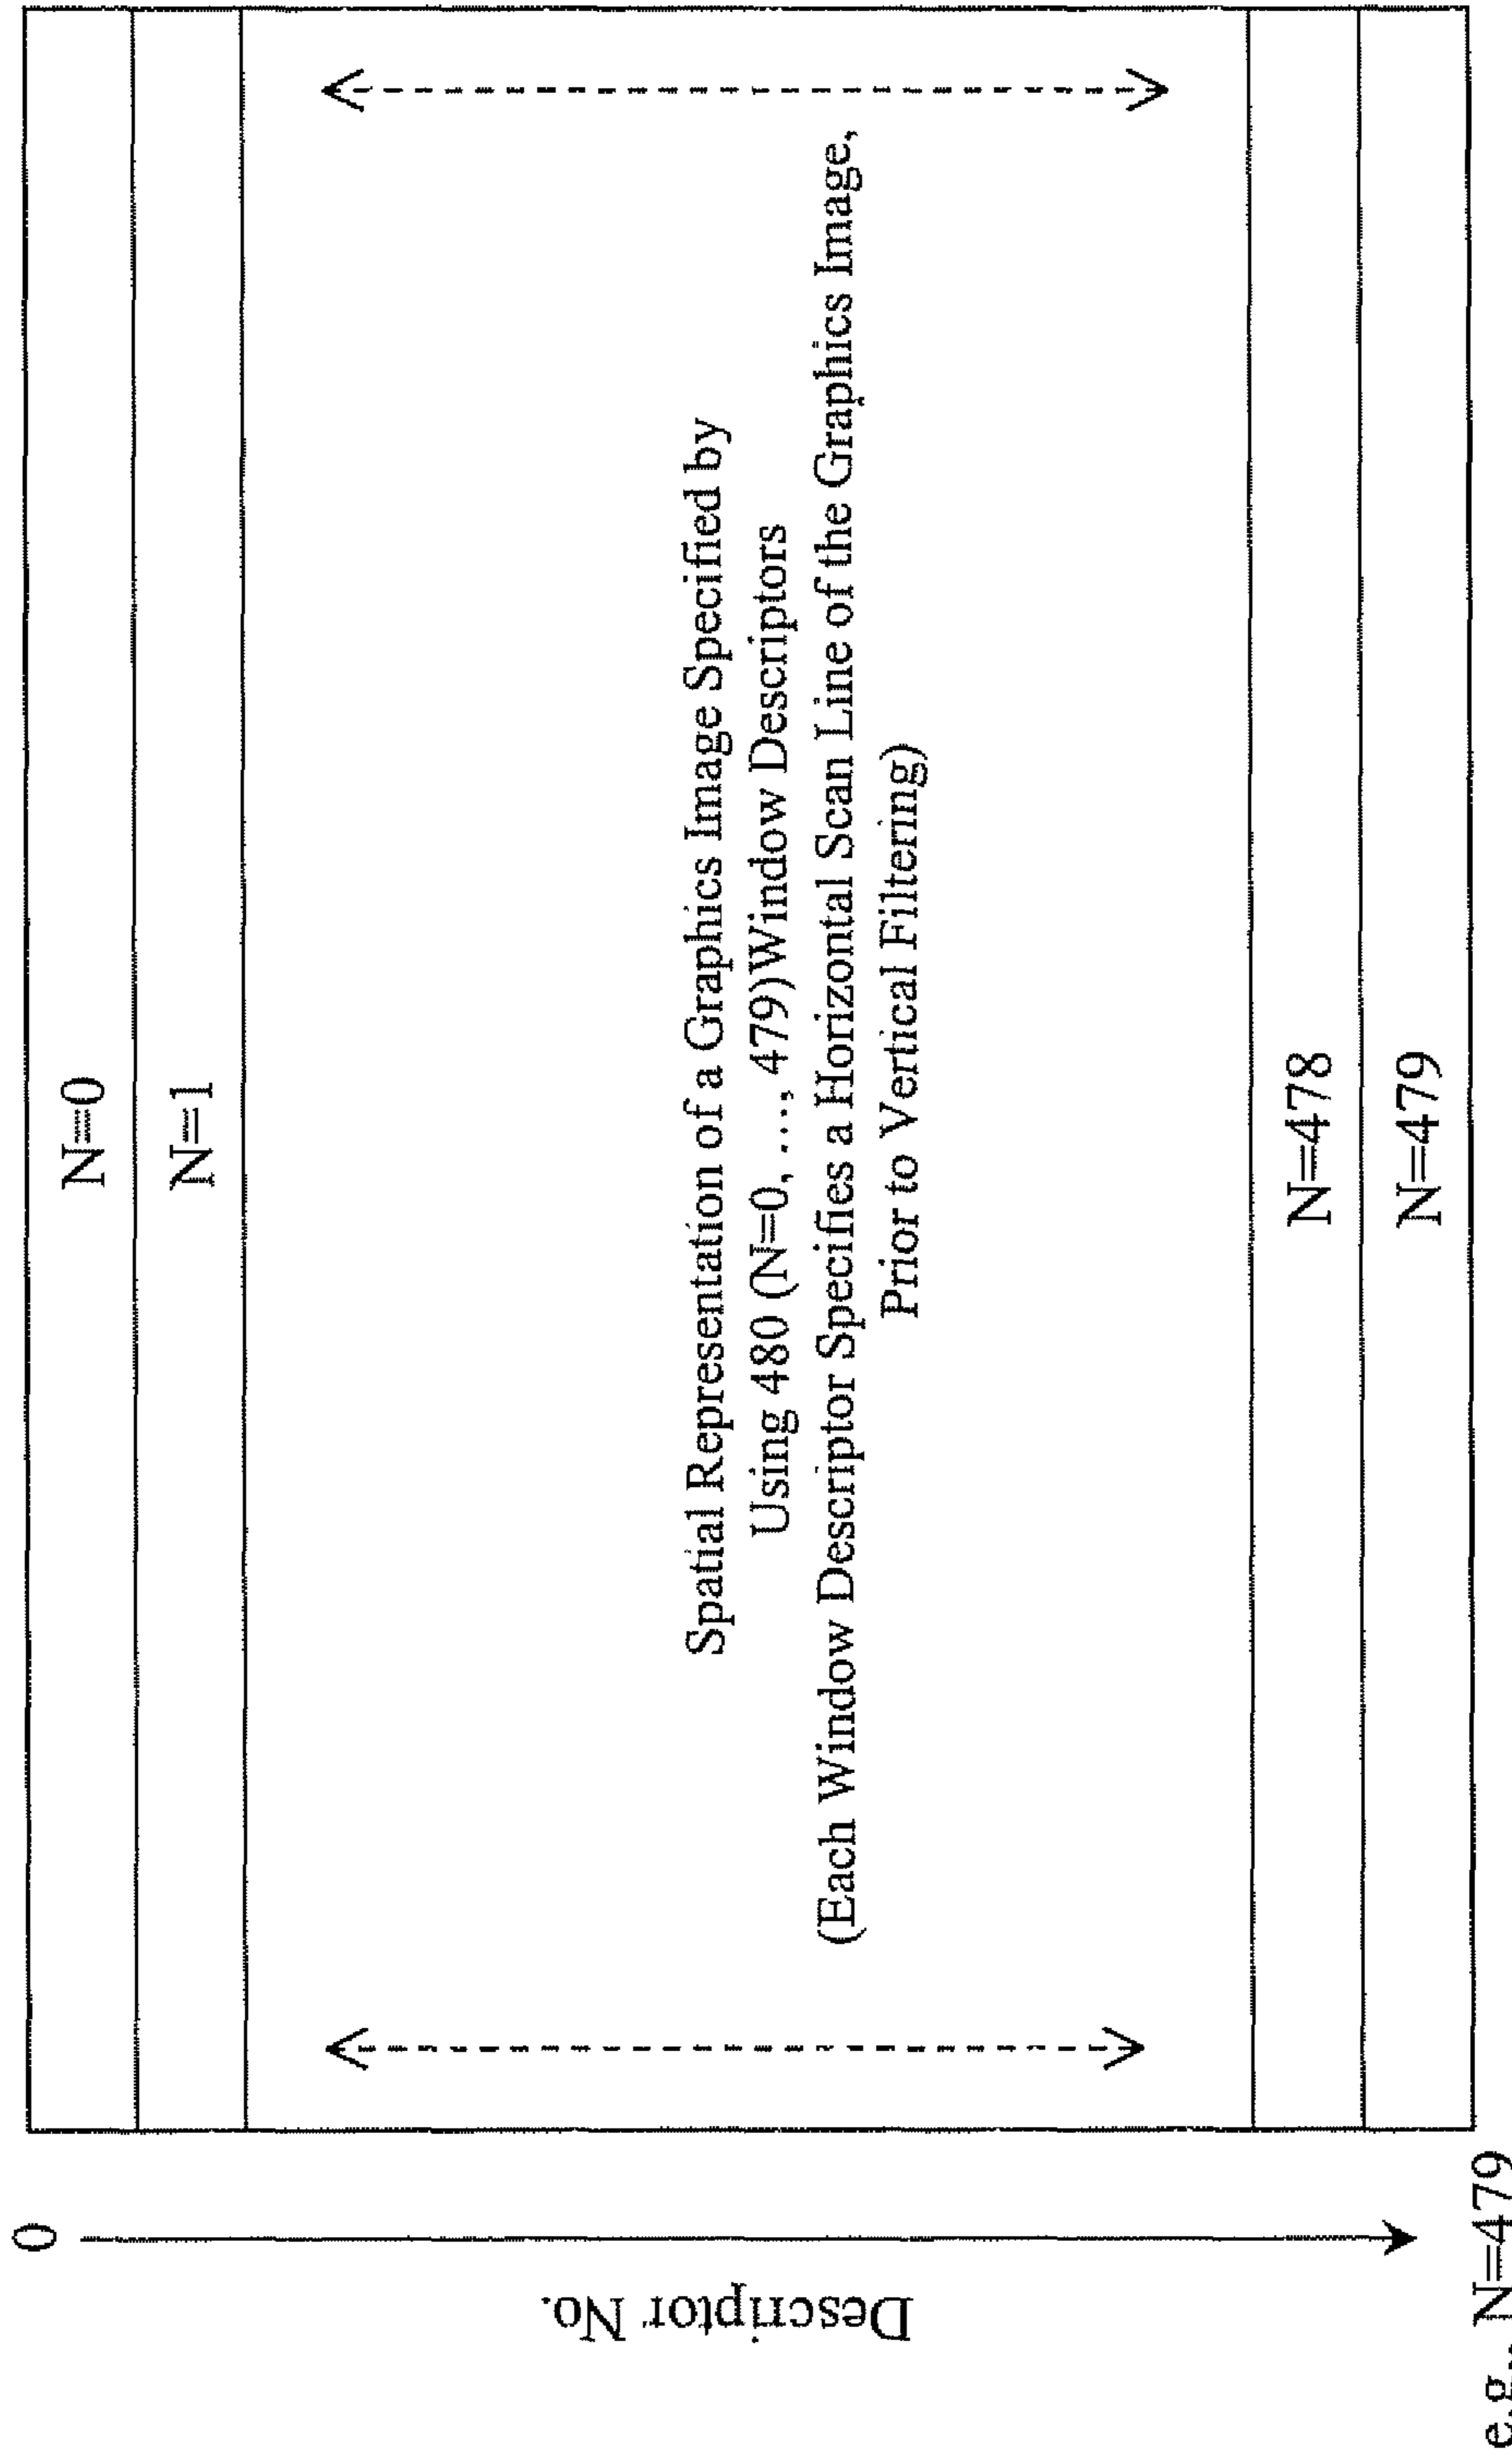 0
Descriptor No.
e.g., N=479
N=0
N=1
Spatial Representation of a Graphics Image Specified by
Using 480 (N=0, ..., 479)Window Descriptors
(Each Window Descriptor Specifies a Horizontal Scan Line of the Graphics Image,
Prior to Vertical Filtering)
N=478
N=479